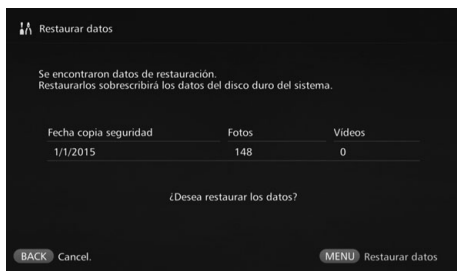 Restaurar datos
Se encontraron datos de restauración.
Restaurarlos sobrescribirá los datos del disco duro del sistema.
Fecha copia seguridad Fotos Vídeos
1/1/2015 148 0
¿Desea restaurar los datos?
BACK Cancel. MENU Restaurar datos